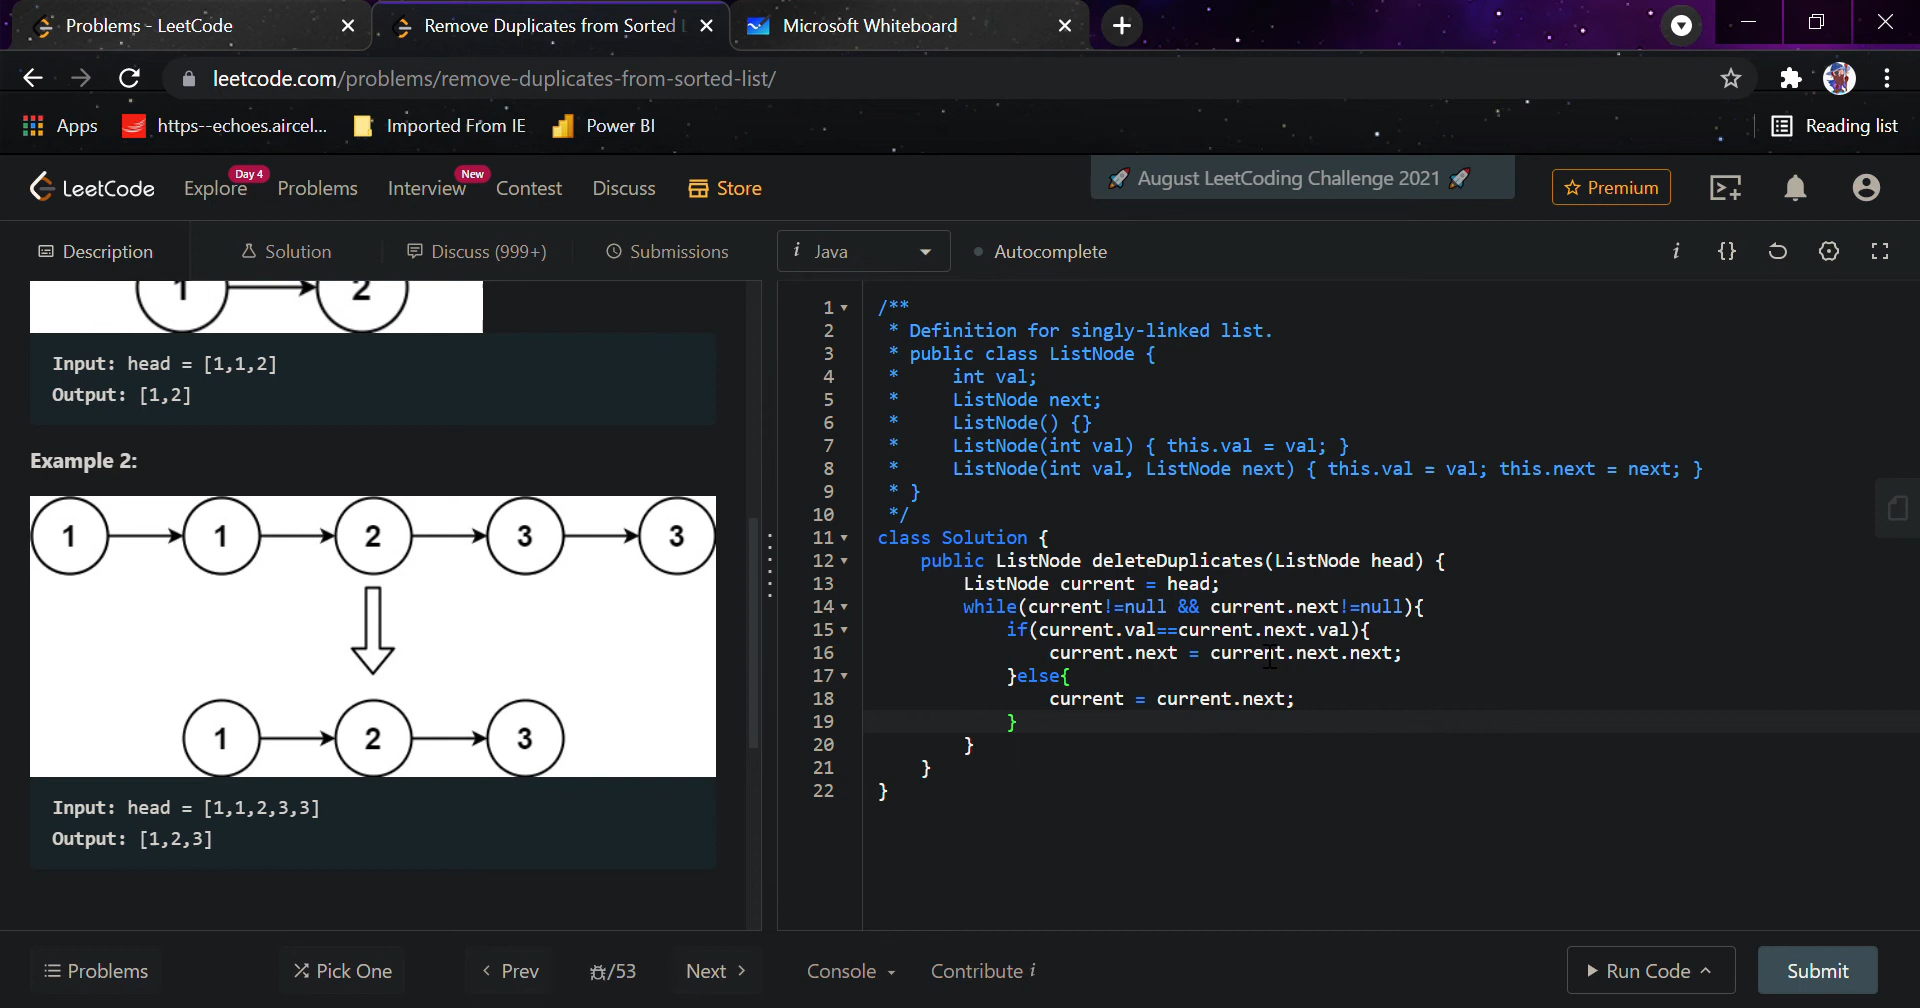 Problems - LeetCode
Remove Duplicates from Sorted
Microsoft Whiteboard
leetcode.com/problems/remove-duplicates-from-sorted-list/
Apps
https--echoes.aircel...
Imported From IE
Power BI
Reading list
LeetCode
Explore
Day 4
Problems
Interview
New
Contest
Discuss
Store
🚀 August LeetCoding Challenge 2021 🚀
Premium
Description
Solution
Discuss (999+)
Submissions
i Java
Autocomplete
i
{}
1
2
Input: head = [1,1,2]
Output: [1,2]
Example 2:
1 1 2 3 3
1 2 3
Input: head = [1,1,2,3,3]
Output: [1,2,3]
1 /**
2 * Definition for singly-linked list.
3 * public class ListNode {
4 * int val;
5 * ListNode next;
6 * ListNode() {}
7 * ListNode(int val) { this.val = val; }
8 * ListNode(int val, ListNode next) { this.val = val; this.next = next; }
9 * }
10 */
11 class Solution {
12 public ListNode deleteDuplicates(ListNode head) {
13 ListNode current = head;
14 while(current!=null && current.next!=null){
15 if(current.val==current.next.val){
16 current.next = current.next.next;
17 }else{
18 current = current.next;
19 }
20 }
21 }
22 }
Problems
Pick One
Prev
/53
Next
Console
Contribute i
Run Code
Submit